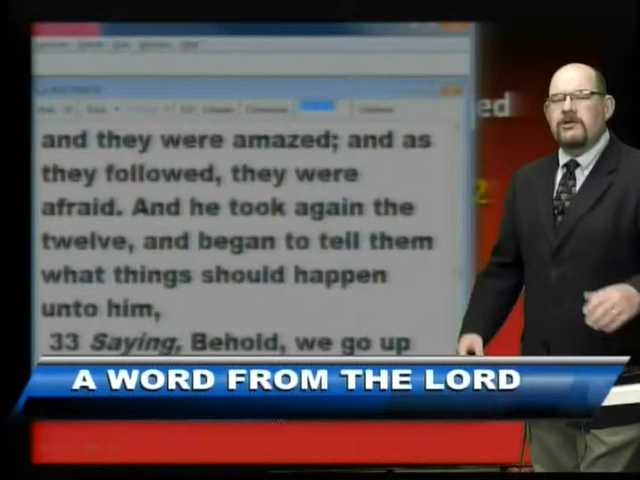 ed
2
and they were amazed; and as
they followed, they were
afraid. And he took again the
twelve, and began to tell them
what things should happen
unto him,
33 Saying, Behold, we go up
A WORD FROM THE LORD